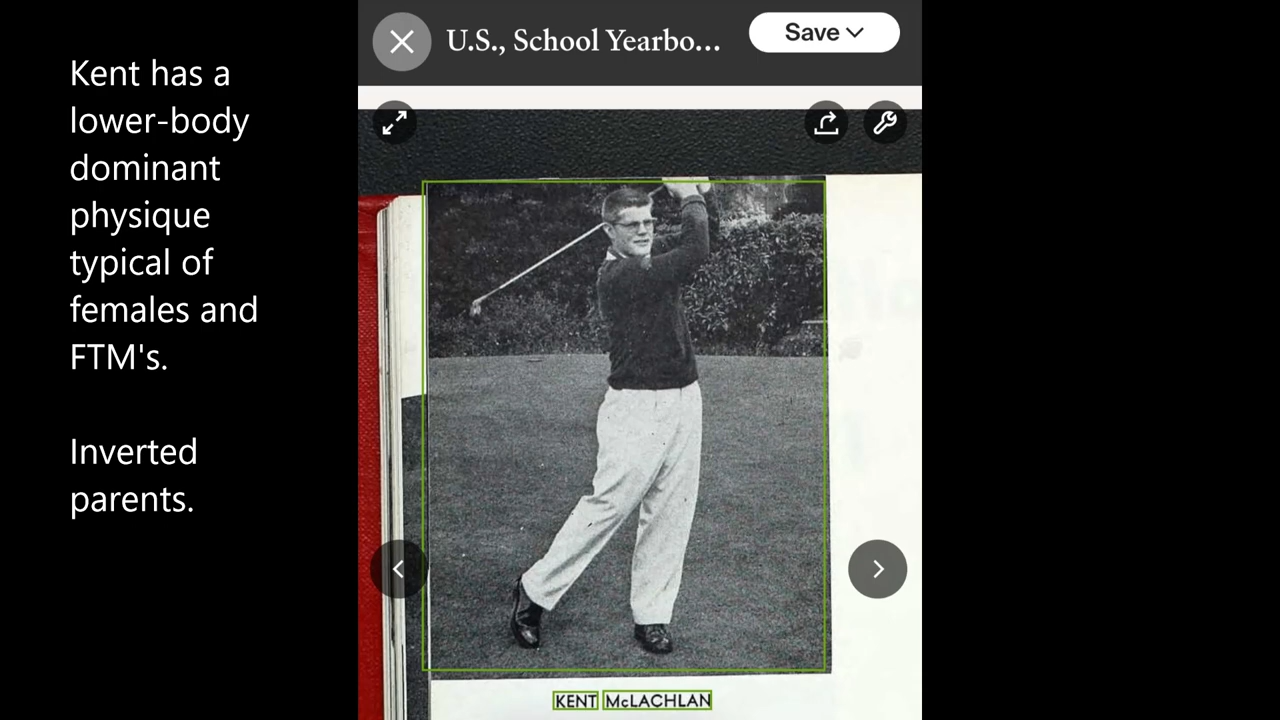 Kent has a
lower-body
dominant
physique
typical of
females and
FTM's.
Inverted
parents.
U.S., School Yearbo...
Save
KENT McLACHLAN